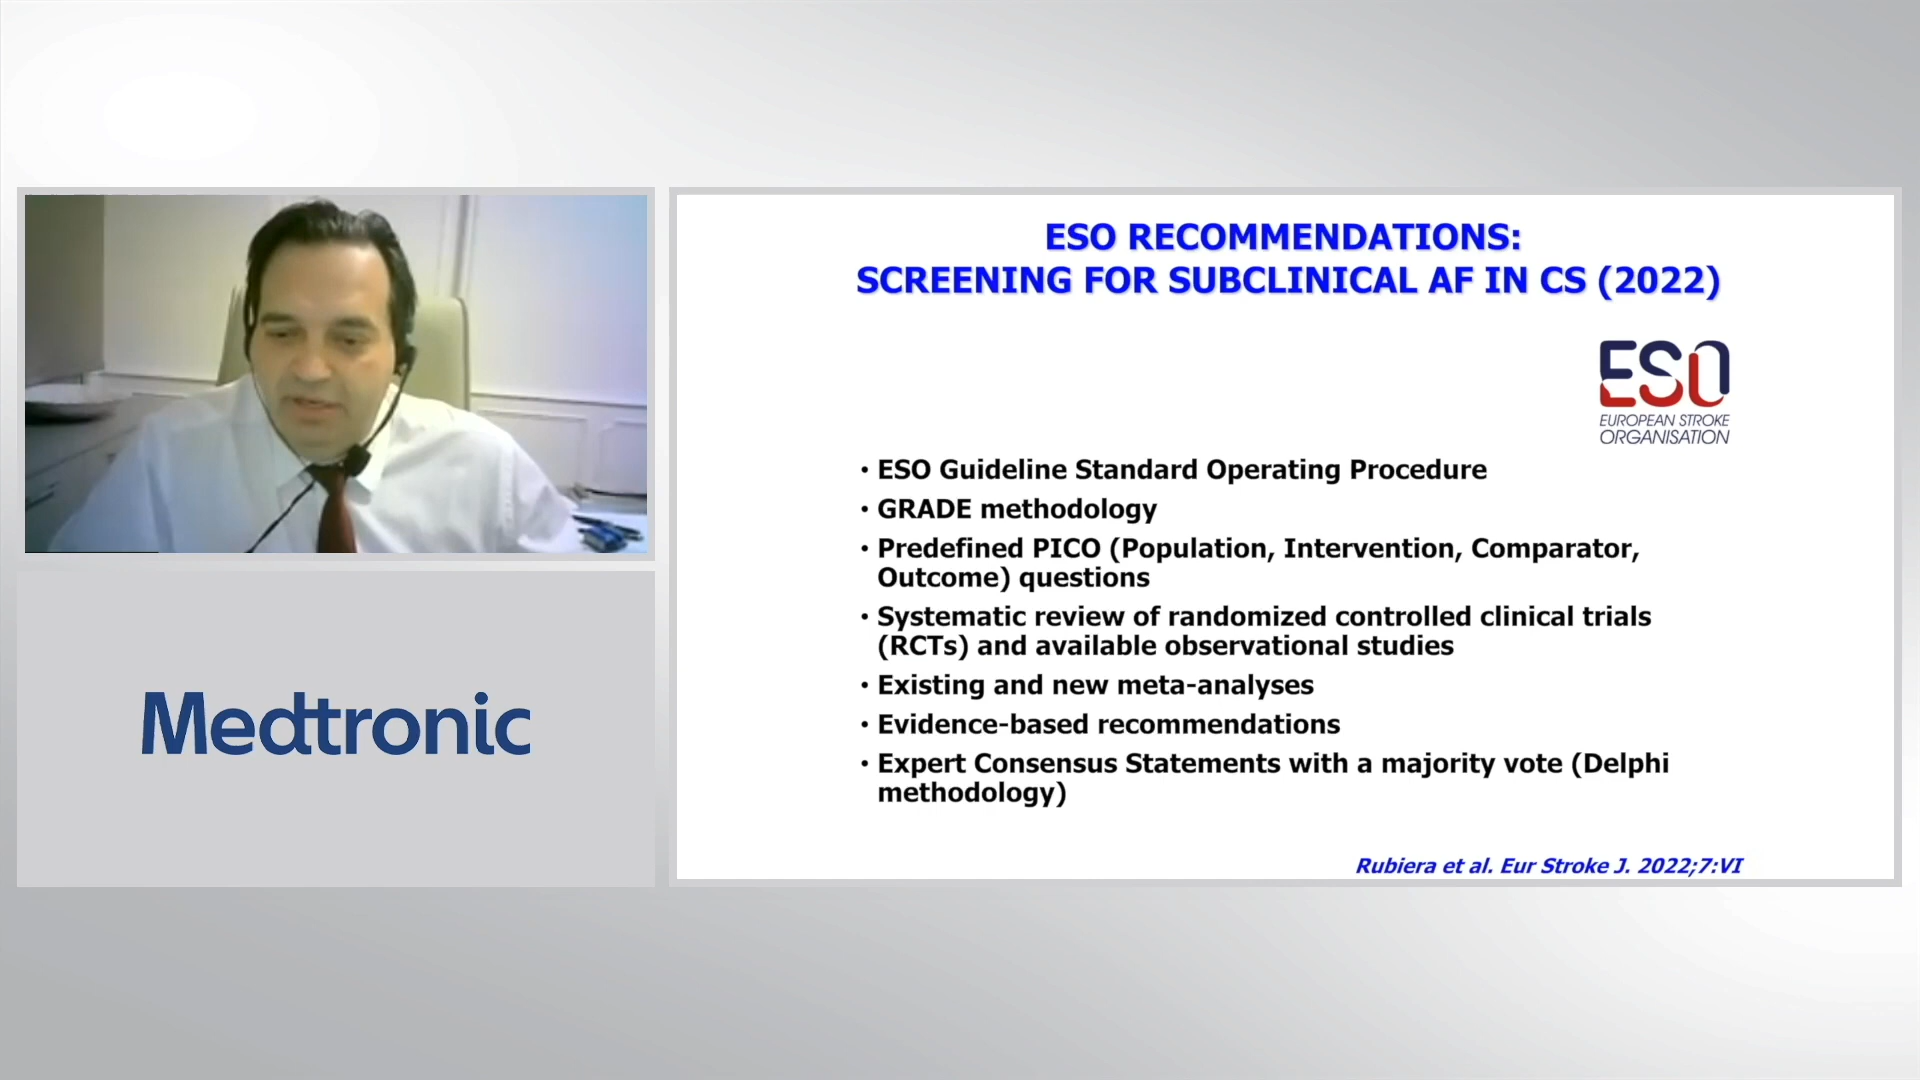 ESO RECOMMENDATIONS:
SCREENING FOR SUBCLINICAL AF IN CS (2022)
ESO
EUROPEAN STROKE
ORGANISATION
• ESO Guideline Standard Operating Procedure
• GRADE methodology
• Predefined PICO (Population, Intervention, Comparator,
Outcome) questions
• Systematic review of randomized controlled clinical trials
(RCTs) and available observational studies
• Existing and new meta-analyses
• Evidence-based recommendations
• Expert Consensus Statements with a majority vote (Delphi
methodology)
Rubiera et al. Eur Stroke J. 2022;7:VI
Medtronic